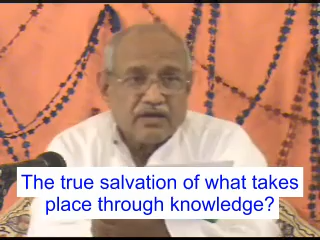 The true salvation of what takes
place through knowledge?